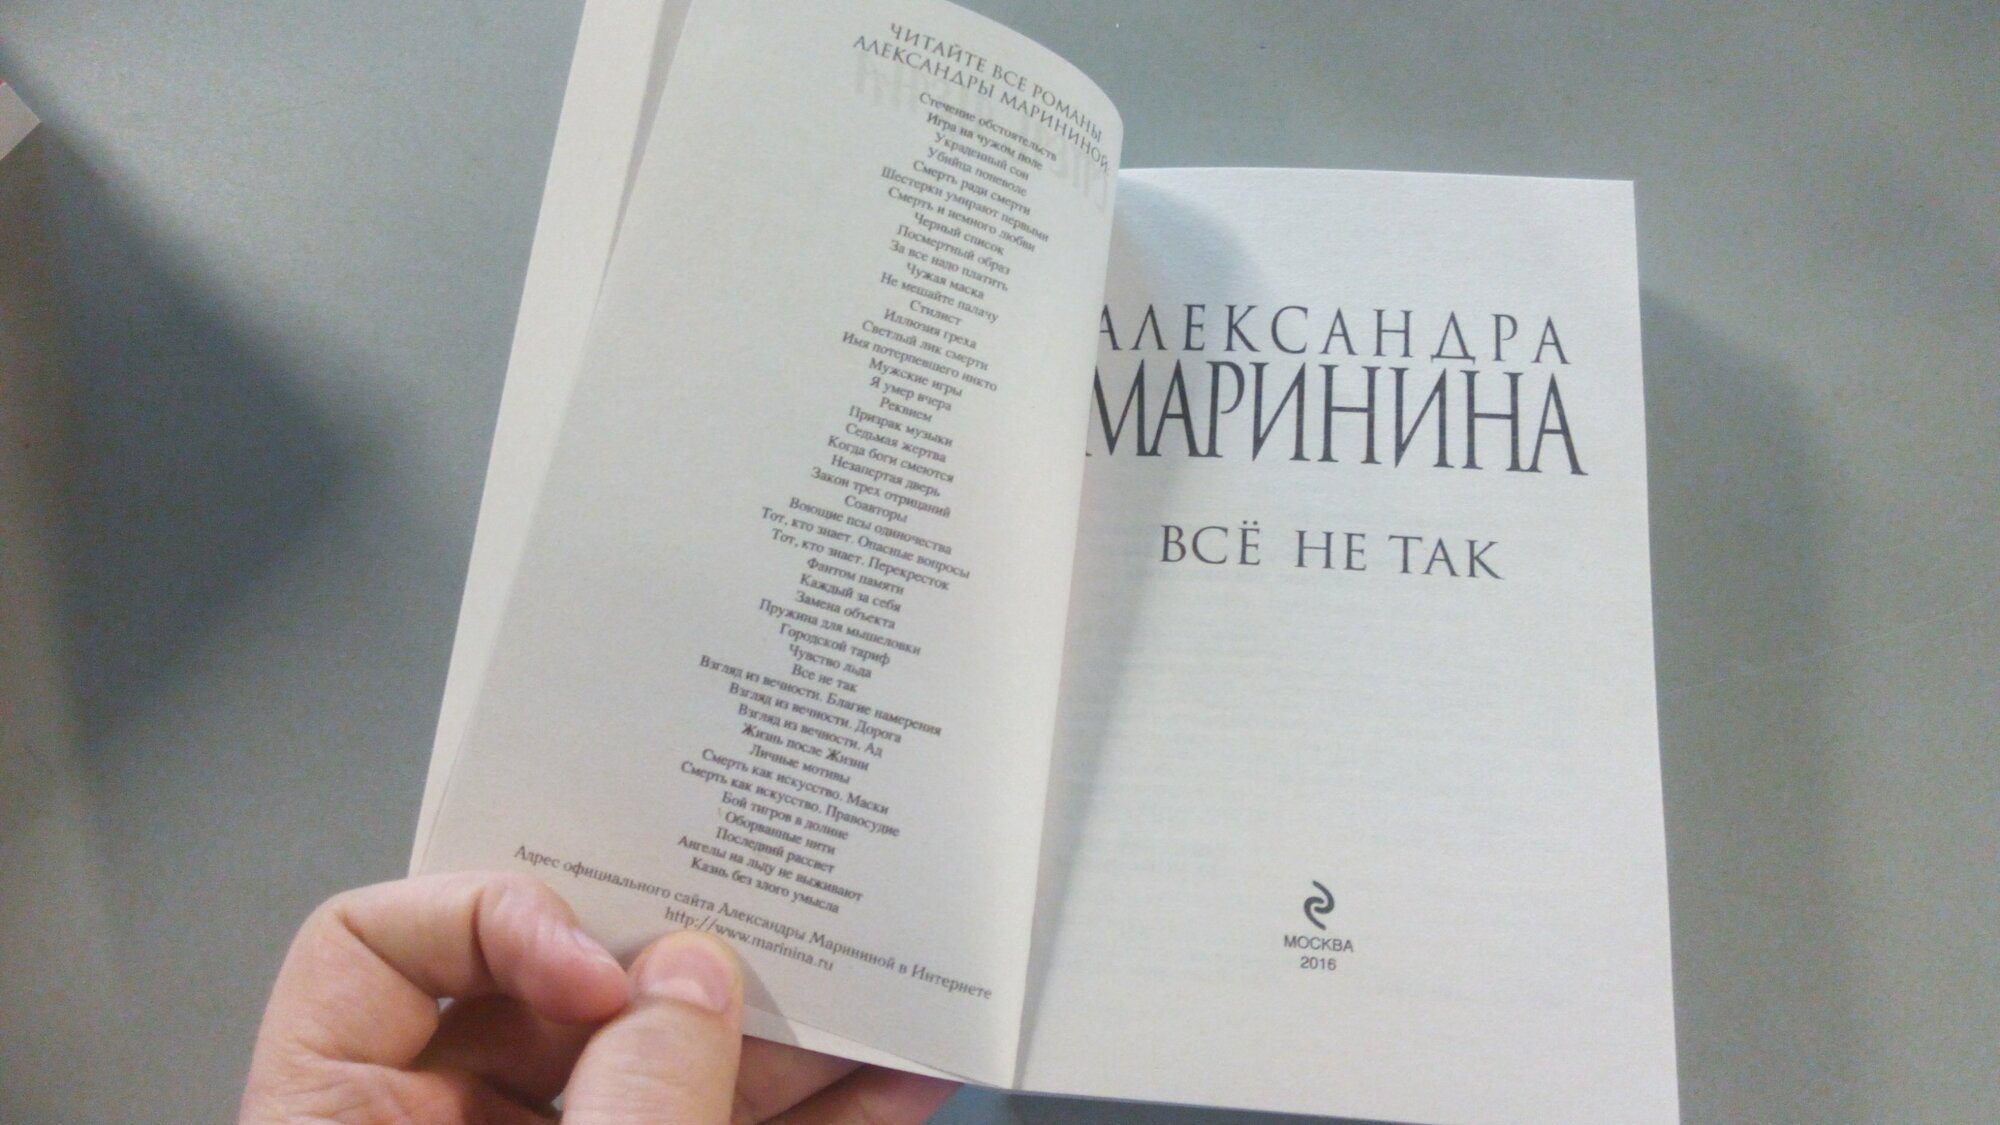 ЧИТАЙТЕ ВСЕ РОМАНЫ
АЛЕКСАНДРЫ МАРИНИНОЙ:
Стечение обстоятельств
Игра на чужом поле
Украденный сон
Убийца поневоле
Смерть ради смерти
Шестерки умирают первыми
Смерть и немного любви
Черный список
Посмертный образ
За все надо платить
Чужая маска
Не мешайте палачу
Стилист
Иллюзия греха
Светлый лик смерти
Имя потерпевшего никто
Мужские игры
Я умер вчера
Реквием
Призрак музыки
Седьмая жертва
Когда боги смеются
Незапертая дверь
Закон трех отрицаний
Соавторы
Воющие псы одиночества
Тот, кто знает. Опасные вопросы
Тот, кто знает. Перекресток
Фантом памяти
Каждый за себя
Замена объекта
Пружина для мышеловки
Городской тариф
Чувство льда
Все не так
Взгляд из вечности. Благие намерения
Взгляд из вечности. Дорога
Взгляд из вечности. Ад
Жизнь после Жизни
Личные мотивы
Смерть как искусство. Маски
Смерть как искусство. Правосудие
Бой тигров в долине
Оборванные нити
Последний рассвет
Ангелы на льду не выживают
Казнь без злого умысла
Адрес официального сайта Александры Марининой в Интернете
http://www.marinina.ru
АЛЕКСАНДРА
МАРИНИНА
ВСЁ НЕ ТАК
МОСКВА
2016